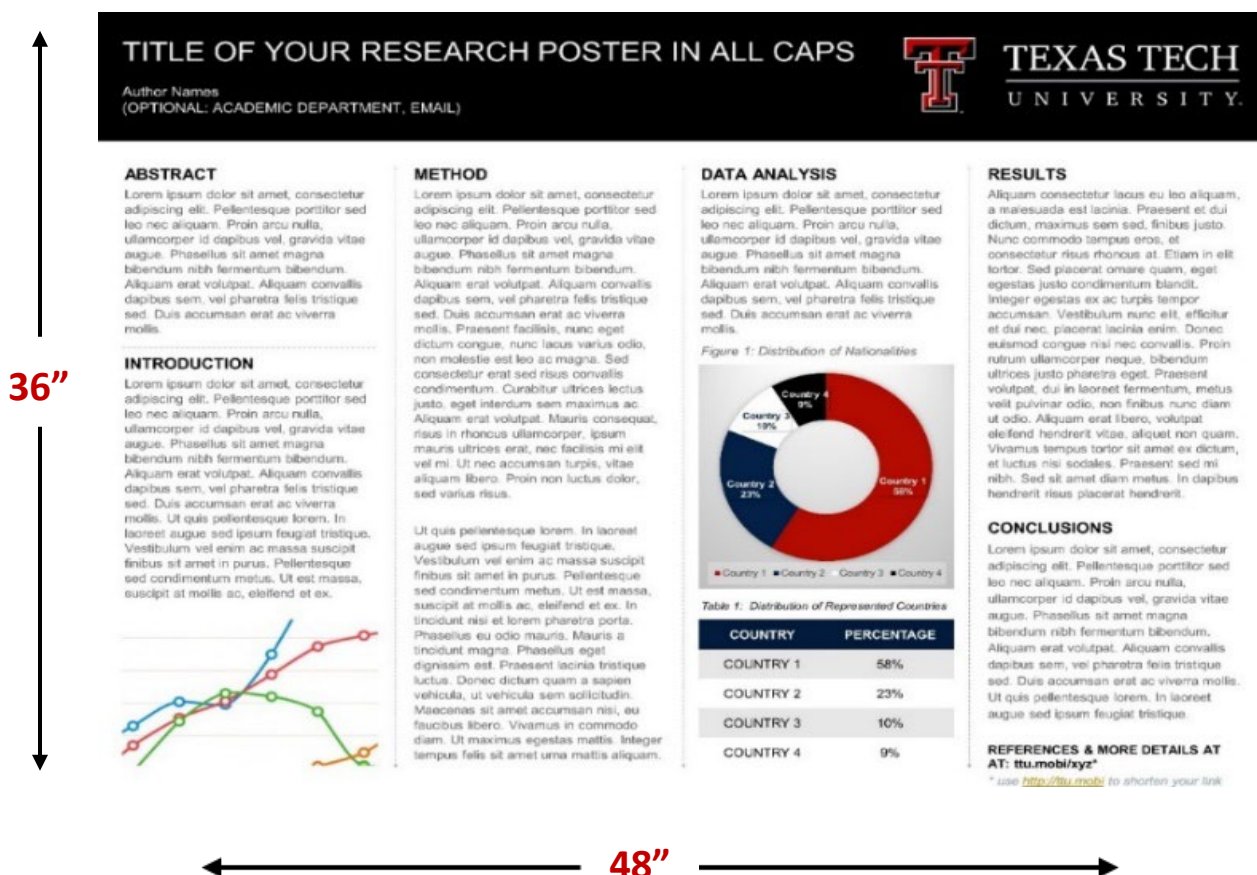 TITLE OF YOUR RESEARCH POSTER IN ALL CAPS
Author Names
(OPTIONAL: ACADEMIC DEPARTMENT, EMAIL)
TEXAS TECH
UNIVERSITY.
36”
ABSTRACT
Lorem ipsum dolor sit amet, consectetur
adipiscing elit. Pellentesque porttitor sed
leo nec aliquam. Proin arcu nulla,
ullamcorper id dapibus vel, gravida vitae
augue. Phasellus sit amet magna
bibendum nibh fermentum bibendum.
Aliquam erat volutpat. Aliquam convallis
dapibus sem, vel pharetra felis tristique
sed. Duis accumsan erat ac viverra
mollis.
INTRODUCTION
Lorem ipsum dolor sit amet, consectetur
adipiscing elit. Pellentesque porttitor sed
leo nec aliquam. Proin arcu nulla,
ullamcorper id dapibus vel, gravida vitae
augue. Phasellus sit amet magna
bibendum nibh fermentum bibendum.
Aliquam erat volutpat. Aliquam convallis
dapibus sem, vel pharetra felis tristique
sed. Duis accumsan erat ac viverra
mollis. Ut quis pellentesque lorem. In
laoreet augue sed ipsum feugiat tristique.
Vestibulum vel enim ac massa suscipit
finibus sit amet in purus. Pellentesque
sed condimentum metus. Ut est massa,
suscipit at mollis ac, eleifend et ex.
METHOD
Lorem ipsum dolor sit amet, consectetur
adipiscing elit. Pellentesque porttitor sed
leo nec aliquam. Proin arcu nulla,
ullamcorper id dapibus vel, gravida vitae
augue. Phasellus sit amet magna
bibendum nibh fermentum bibendum.
Aliquam erat volutpat. Aliquam convallis
dapibus sem, vel pharetra felis tristique
sed. Duis accumsan erat ac viverra
mollis. Praesent facilisis, nunc eget
dictum congue, nunc lacus varius odio,
non molestie est leo ac magna. Sed
consectetur erat sed risus convallis
condimentum. Curabitur ultrices lectus
justo, eget interdum sem maximus ac.
Aliquam erat volutpat. Mauris consequat,
risus in rhoncus ullamcorper, ipsum
mauris ultrices erat, nec facilisis mi elit
vel mi. Ut nec accumsan turpis, vitae
aliquam libero. Proin non luctus dolor,
sed varius risus.
Ut quis pellentesque lorem. In laoreet
augue sed ipsum feugiat tristique.
Vestibulum vel enim ac massa suscipit
finibus sit amet in purus. Pellentesque
sed condimentum metus. Ut est massa,
suscipit at mollis ac, eleifend et ex. In
tincidunt nisi et lorem pharetra porta.
Phasellus eu odio mauris. Mauris a
tincidunt magna. Phasellus eget
dignissim est. Praesent lacinia tristique
luctus. Donec dictum quam a sapien
vehicula, ut vehicula sem sollicitudin.
Maecenas sit amet accumsan nisi, eu
faucibus libero. Vivamus in commodo
diam. Ut maximus egestas mattis. Integer
tempus felis sit amet urna mattis aliquam.
DATA ANALYSIS
Lorem ipsum dolor sit amet, consectetur
adipiscing elit. Pellentesque porttitor sed
leo nec aliquam. Proin arcu nulla,
ullamcorper id dapibus vel, gravida vitae
augue. Phasellus sit amet magna
bibendum nibh fermentum bibendum.
Aliquam erat volutpat. Aliquam convallis
dapibus sem, vel pharetra felis tristique
sed. Duis accumsan erat ac viverra
mollis.
Figure 1: Distribution of Nationalities
Country 4
9%
Country 3
10%
Country 2
23%
Country 1
58%
Country 1 Country 2 Country 3 Country 4
Table 1: Distribution of Represented Countries
COUNTRY PERCENTAGE
COUNTRY 1 58%
COUNTRY 2 23%
COUNTRY 3 10%
COUNTRY 4 9%
RESULTS
Aliquam consectetur lacus eu leo aliquam,
a malesuada est lacinia. Praesent et dui
dictum, maximus sem sed, finibus justo.
Nunc commodo tempus eros, et
consectetur risus rhoncus at. Etiam in elit
tortor. Sed placerat ornare quam, eget
egestas justo condimentum blandit.
Integer egestas ex ac turpis tempor
accumsan. Vestibulum nunc elit, efficitur
et dui nec, placerat lacinia enim. Donec
euismod congue nisi nec convallis. Proin
rutrum ullamcorper neque, bibendum
ultrices justo pharetra eget. Praesent
volutpat, dui in laoreet fermentum, metus
velit pulvinar odio, non finibus nunc diam
ut odio. Aliquam erat libero, volutpat
eleifend hendrerit vitae, aliquet non quam.
Vivamus tempus tortor sit amet ex dictum,
et luctus nisi sodales. Praesent sed mi
nibh. Sed sit amet diam metus. In dapibus
hendrerit risus placerat hendrerit.
CONCLUSIONS
Lorem ipsum dolor sit amet, consectetur
adipiscing elit. Pellentesque porttitor sed
leo nec aliquam. Proin arcu nulla,
ullamcorper id dapibus vel, gravida vitae
augue. Phasellus sit amet magna
bibendum nibh fermentum bibendum.
Aliquam erat volutpat. Aliquam convallis
dapibus sem, vel pharetra felis tristique
sed. Duis accumsan erat ac viverra mollis.
Ut quis pellentesque lorem. In laoreet
augue sed ipsum feugiat tristique.
REFERENCES & MORE DETAILS AT
AT: ttu.mobi/xyz*
* use http://ttu.mobi to shorten your link
48”